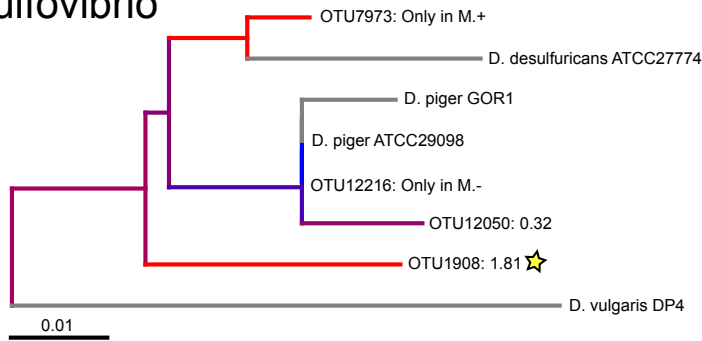 OTU7973: Only in M.+
D. desulfuricans ATCC27774
D. piger GOR1
D. piger ATCC29098
OTU12216: Only in M.-
OTU12050: 0.32
OTU1908: 1.81
D. vulgaris DP4
0.01